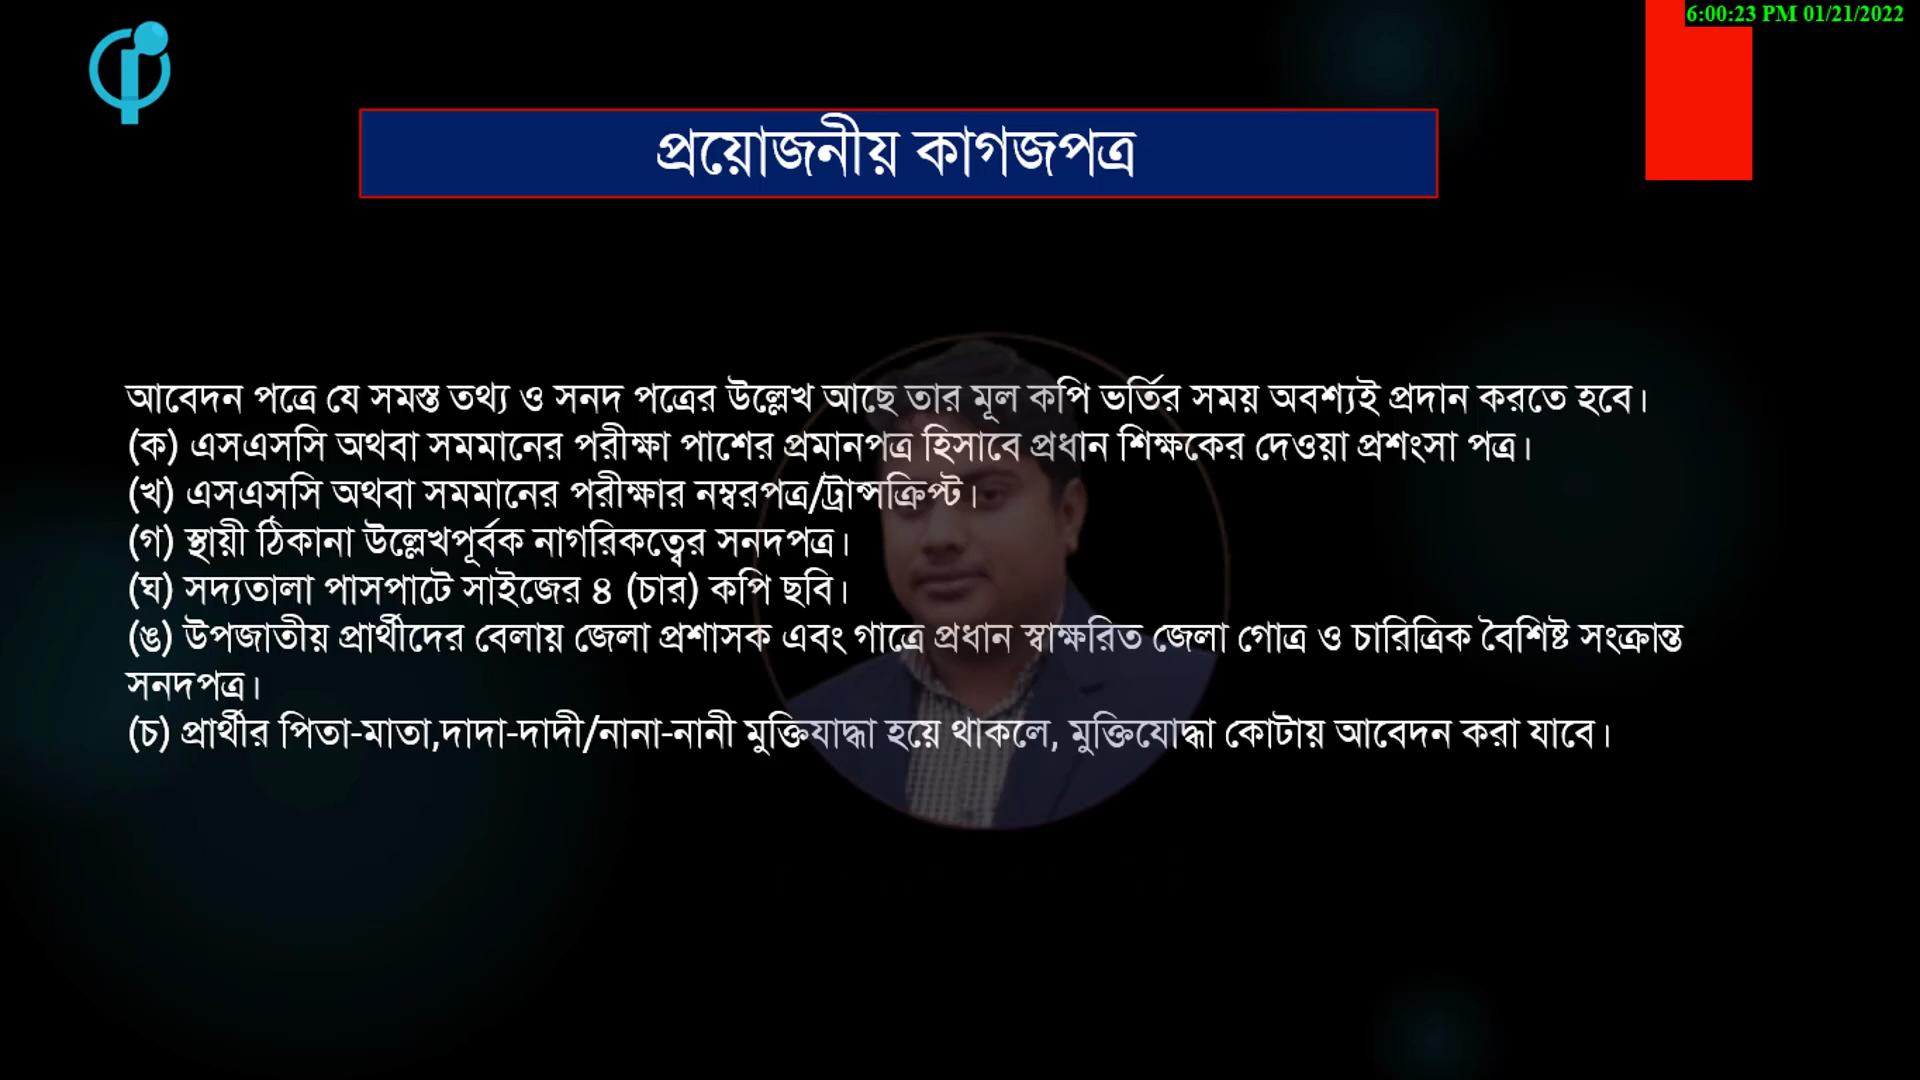 6:00:23 PM 01/21/2022
প্রয়োজনীয় কাগজপত্র
আবেদন পত্রে যে সমস্ত তথ্য ও সনদ পত্রের উল্লেখ আছে তার মূল কপি ভর্তির সময় অবশ্যই প্রদান করতে হবে।
(ক) এসএসসি অথবা সমমানের পরীক্ষা পাশের প্রমানপত্র হিসাবে প্রধান শিক্ষকের দেওয়া প্রশংসা পত্র।
(খ) এসএসসি অথবা সমমানের পরীক্ষার নম্বরপত্র/ট্রান্সক্রিপ্ট।
(গ) স্থায়ী ঠিকানা উল্লেখপূর্বক নাগরিকত্বের সনদপত্র।
(ঘ) সদ্যতালা পাসপাটে সাইজের ৪ (চার) কপি ছবি।
(ঙ) উপজাতীয় প্রার্থীদের বেলায় জেলা প্রশাসক এবং গাত্রে প্রধান স্বাক্ষরিত জেলা গোত্র ও চারিত্রিক বৈশিষ্ট সংক্রান্ত
সনদপত্র।
(চ) প্রার্থীর পিতা-মাতা,দাদা-দাদী/নানা-নানী মুক্তিযাদ্ধা হয়ে থাকলে, মুক্তিযোদ্ধা কোটায় আবেদন করা যাবে।